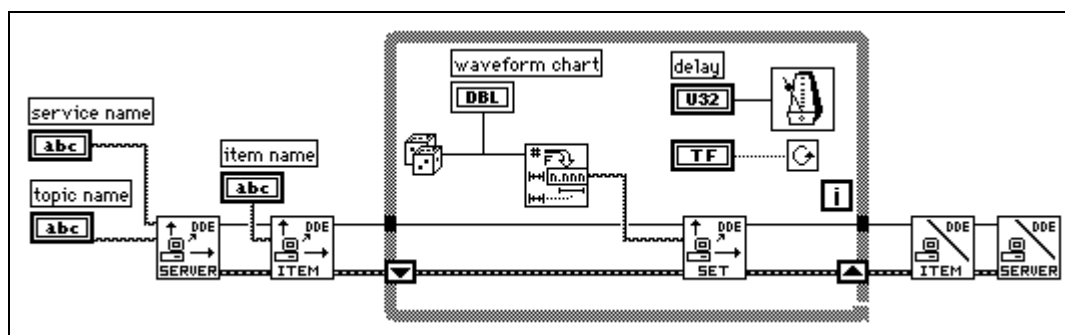 service name
abc
topic name
abc
DDE
SERVER
item name
abc
DDE
ITEM
waveform chart
DBL
#
F
n.nnn
delay
U32
TF
i
DDE
SET
DDE
ITEM
DDE
SERVER